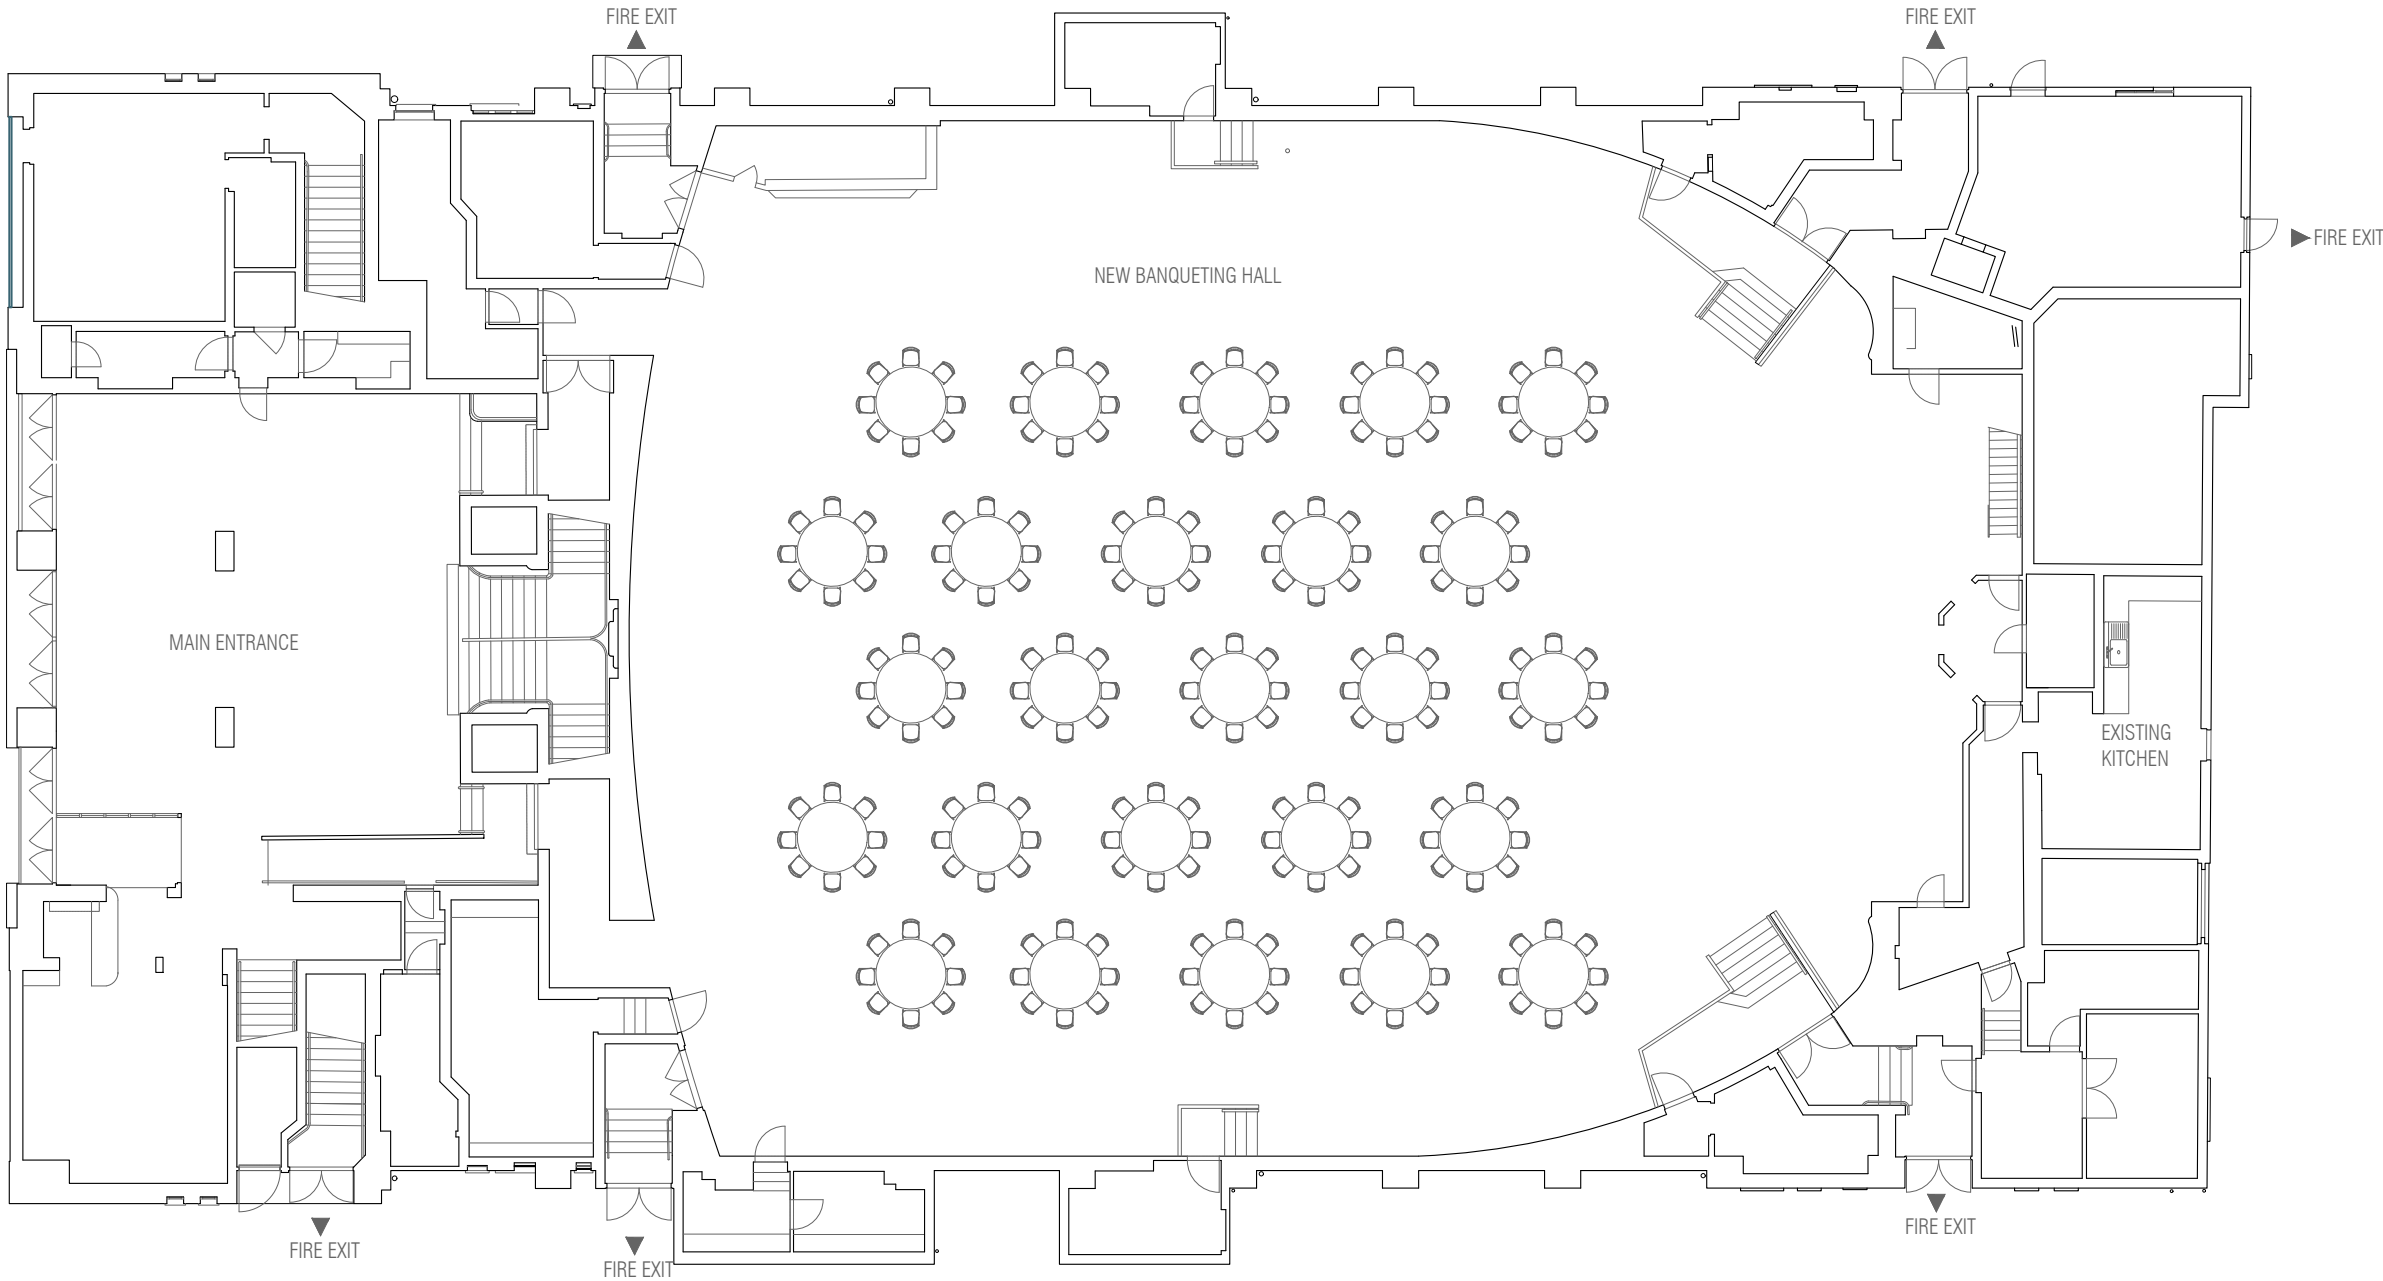 FIRE EXIT
FIRE EXIT
FIRE EXIT
NEW BANQUETING HALL
MAIN ENTRANCE
EXISTING
KITCHEN
FIRE EXIT
FIRE EXIT
FIRE EXIT